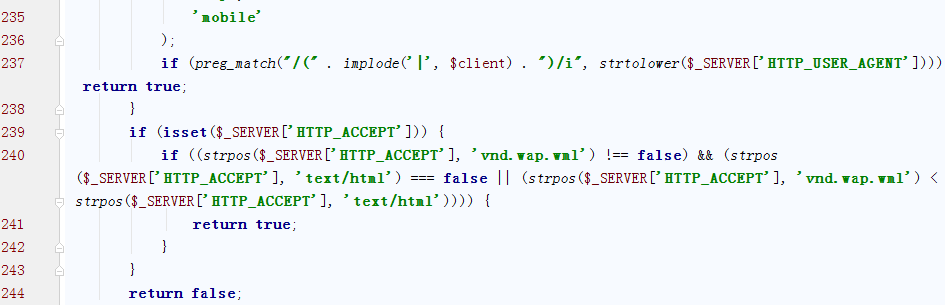 235 'mobile'
236 );
237 if (preg_match("/(" . implode('|', $client) . ")/i", strtolower($_SERVER['HTTP_USER_AGENT'])))
return true;
238 }
239 if (isset($_SERVER['HTTP_ACCEPT'])) {
240 if ((strpos($_SERVER['HTTP_ACCEPT'], 'vnd.wap.wml') !== false) && (strpos
($_SERVER['HTTP_ACCEPT'], 'text/html') === false || (strpos($_SERVER['HTTP_ACCEPT'], 'vnd.wap.wml') <
strpos($_SERVER['HTTP_ACCEPT'], 'text/html')))) {
241 return true;
242 }
243 }
244 return false;